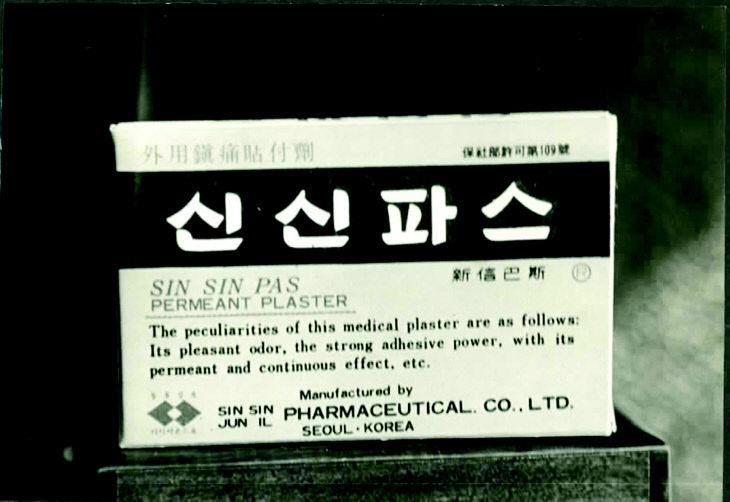 外用鎭痛貼付劑
保社部許可第109號
신신파스
新信巴斯 ®
SIN SIN PAS
PERMEANT PLASTER
The peculiarities of this medical plaster are as follows:
Its pleasant odor, the strong adhesive power, with its
permeant and continuous effect, etc.
Manufactured by
SIN SIN JUN IL PHARMACEUTICAL. CO., LTD.
SEOUL·KOREA